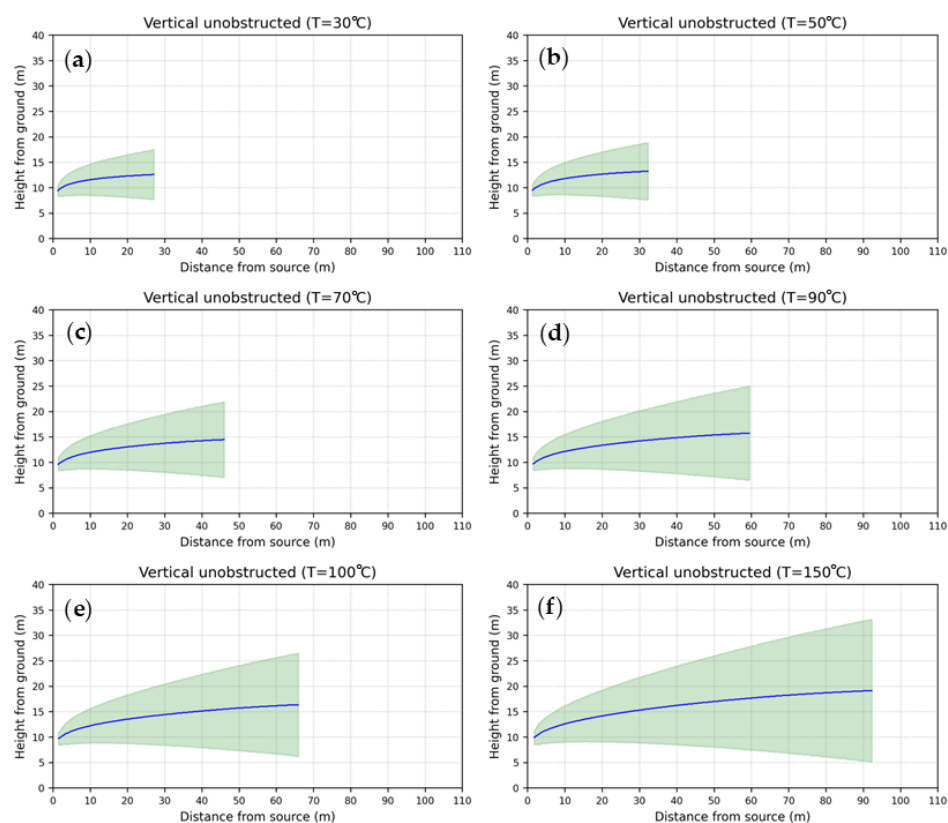 Vertical unobstructed (T=30℃)
(a)
Height from ground (m)
40
35
30
25
20
15
10
5
0
0 10 20 30 40 50 60 70 80 90 100 110
Distance from source (m)
Vertical unobstructed (T=50℃)
(b)
Height from ground (m)
40
35
30
25
20
15
10
5
0
0 10 20 30 40 50 60 70 80 90 100 110
Distance from source (m)
Vertical unobstructed (T=70℃)
(c)
Height from ground (m)
40
35
30
25
20
15
10
5
0
0 10 20 30 40 50 60 70 80 90 100 110
Distance from source (m)
Vertical unobstructed (T=90℃)
(d)
Height from ground (m)
40
35
30
25
20
15
10
5
0
0 10 20 30 40 50 60 70 80 90 100 110
Distance from source (m)
Vertical unobstructed (T=100℃)
(e)
Height from ground (m)
40
35
30
25
20
15
10
5
0
0 10 20 30 40 50 60 70 80 90 100 110
Distance from source (m)
Vertical unobstructed (T=150℃)
(f)
Height from ground (m)
40
35
30
25
20
15
10
5
0
0 10 20 30 40 50 60 70 80 90 100 110
Distance from source (m)